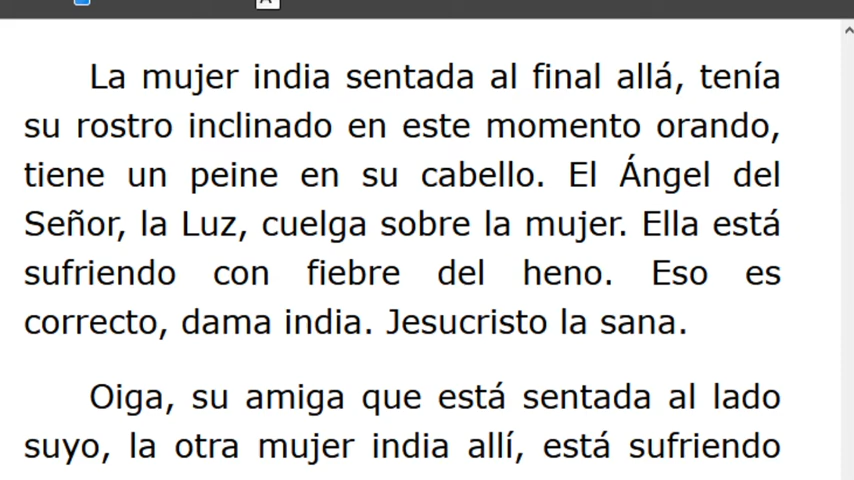 La mujer india sentada al final allá, tenía
su rostro inclinado en este momento orando,
tiene un peine en su cabello. El Ángel del
Señor, la Luz, cuelga sobre la mujer. Ella está
sufriendo con fiebre del heno. Eso es
correcto, dama india. Jesucristo la sana.
Oiga, su amiga que está sentada al lado
suyo, la otra mujer india allí, está sufriendo